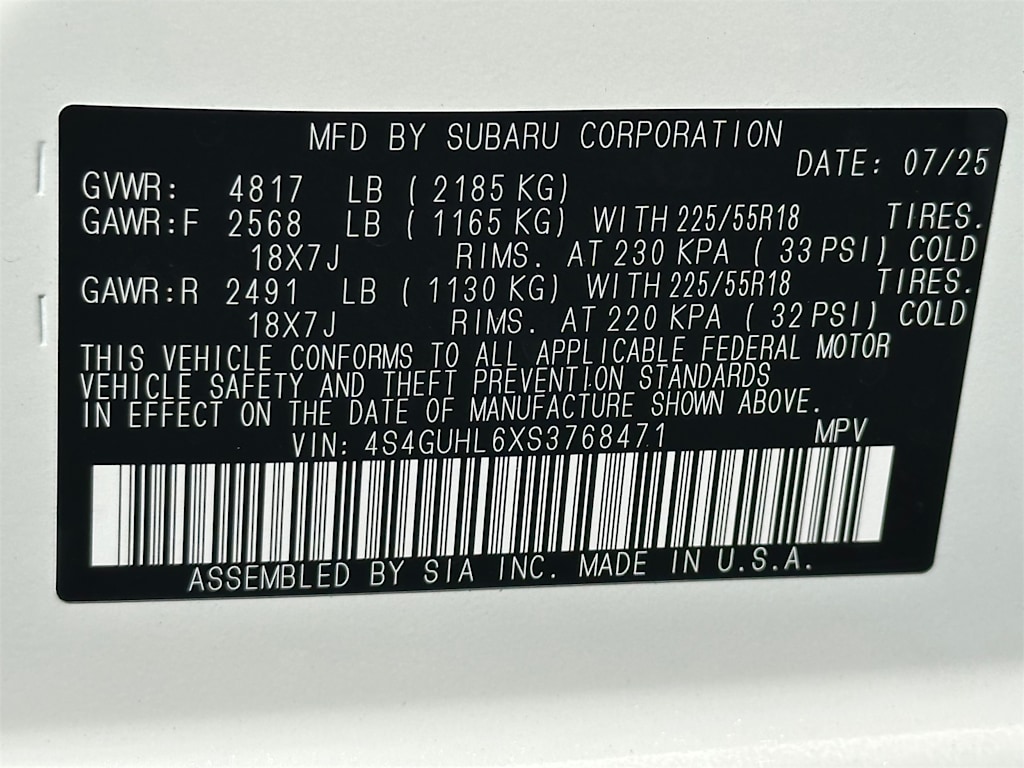 MFD BY SUBARU CORPORATION
DATE: 07/25
GVWR: 4817 LB ( 2185 KG)
GAWR:F 2568 LB ( 1165 KG) WITH 225/55R18 TIRES.
18X7J RIMS. AT 230 KPA ( 33 PSI) COLD
GAWR:R 2491 LB ( 1130 KG) WITH 225/55R18 TIRES.
18X7J RIMS. AT 220 KPA ( 32 PSI) COLD
THIS VEHICLE CONFORMS TO ALL APPLICABLE FEDERAL MOTOR
VEHICLE SAFETY AND THEFT PREVENTION STANDARDS
IN EFFECT ON THE DATE OF MANUFACTURE SHOWN ABOVE.
VIN: 4S4GUHL6XS3768471 MPV
ASSEMBLED BY SIA INC. MADE IN U.S.A.